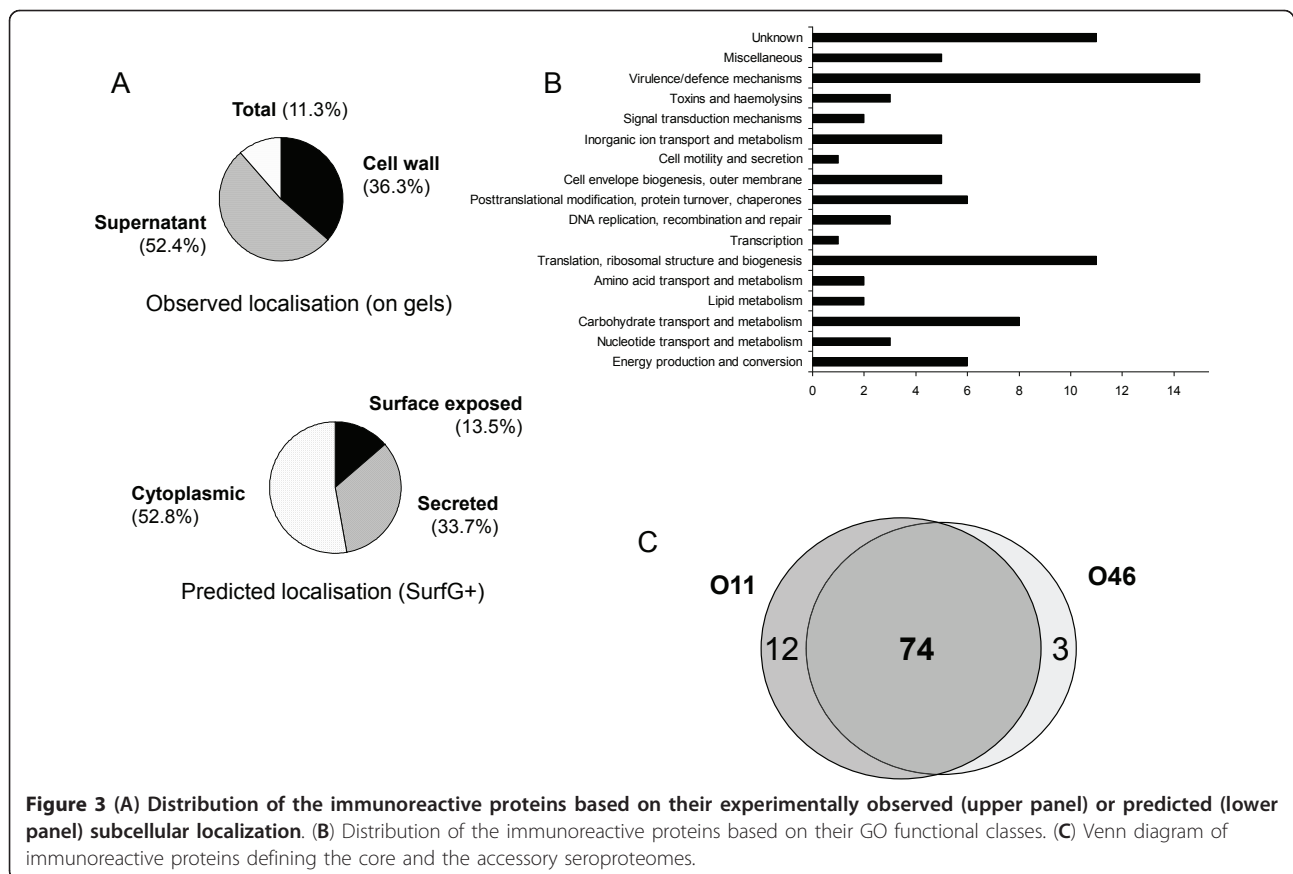 A
Total (11.3%)
Cell wall
(36.3%)
Supernatant
(52.4%)
Observed localisation (on gels)
Surface exposed
(13.5%)
Cytoplasmic
(52.8%)
Secreted
(33.7%)
Predicted localisation (SurfG+)
B
Unknown
Miscellaneous
Virulence/defence mechanisms
Toxins and haemolysins
Signal transduction mechanisms
Inorganic ion transport and metabolism
Cell motility and secretion
Cell envelope biogenesis, outer membrane
Posttranslational modification, protein turnover, chaperones
DNA replication, recombination and repair
Transcription
Translation, ribosomal structure and biogenesis
Amino acid transport and metabolism
Lipid metabolism
Carbohydrate transport and metabolism
Nucleotide transport and metabolism
Energy production and conversion
0 2 4 6 8 10 12 14
C
O11
O46
12 74 3
Figure 3 (A) Distribution of the immunoreactive proteins based on their experimentally observed (upper panel) or predicted (lower
panel) subcellular localization. (B) Distribution of the immunoreactive proteins based on their GO functional classes. (C) Venn diagram of
immunoreactive proteins defining the core and the accessory seroproteomes.